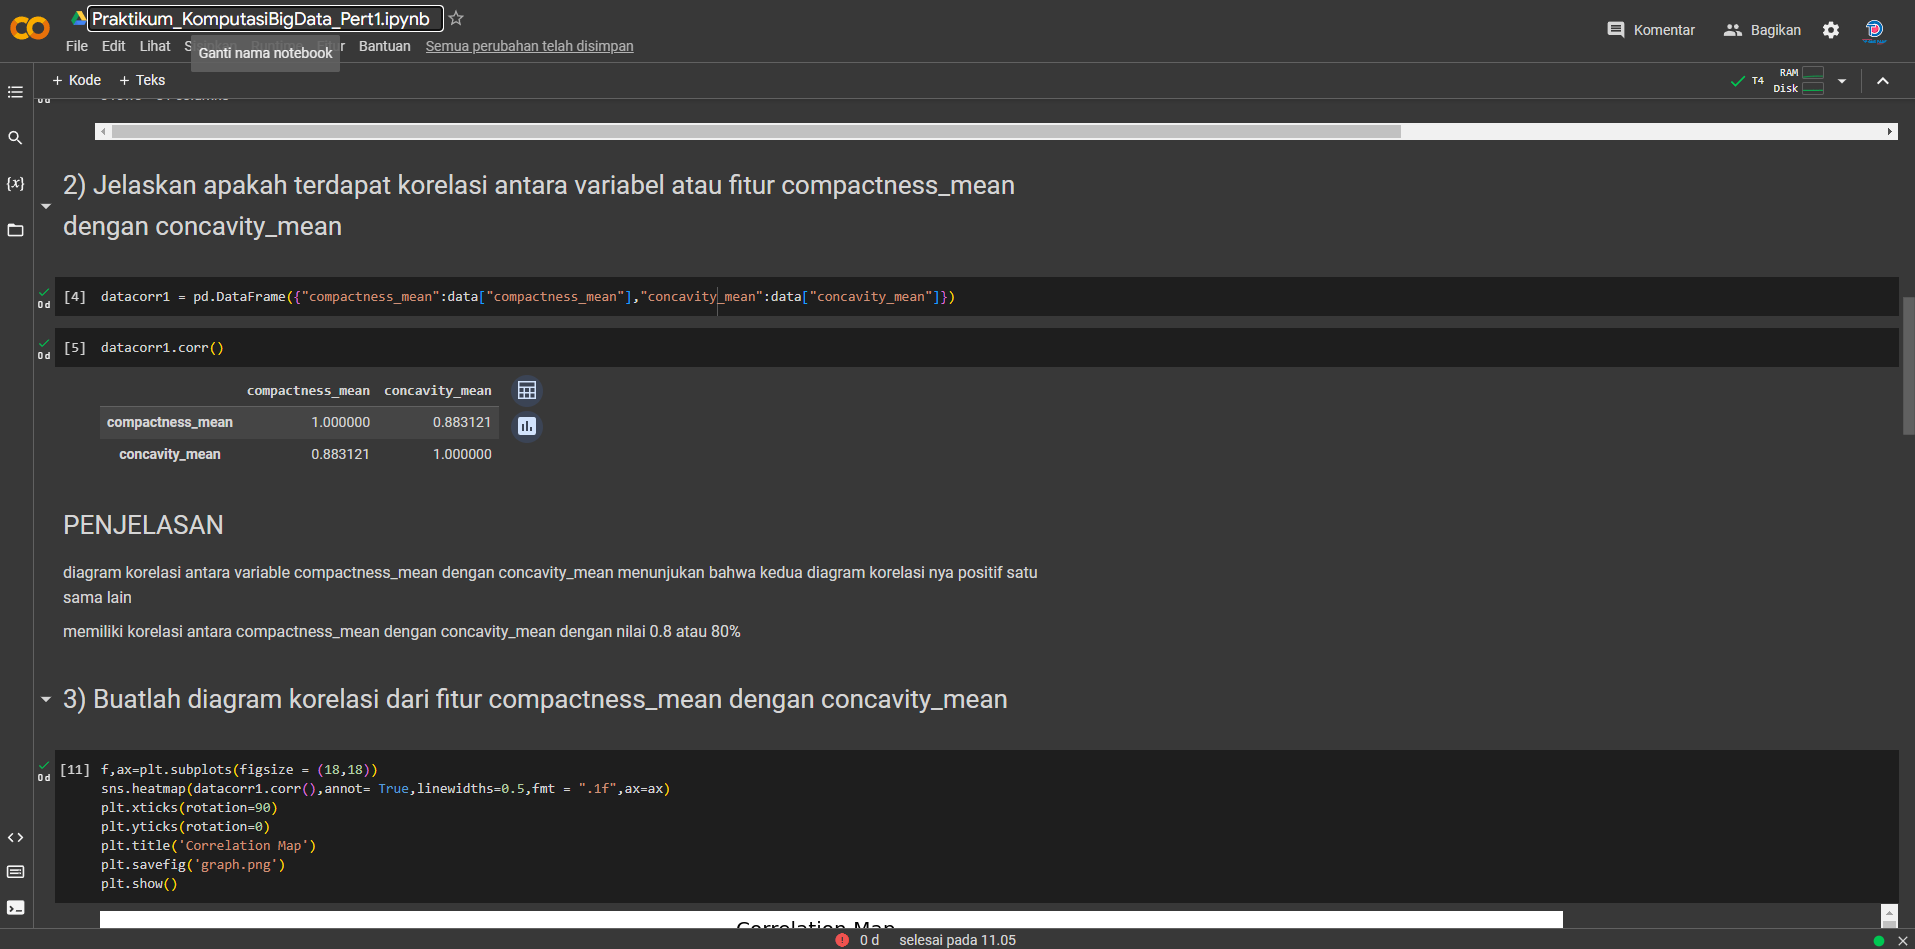 Praktikum_KomputasiBigData_Pert1.ipynb
File Edit Lihat Bantuan Semua perubahan telah disimpan
Ganti nama notebook
Komentar Bagikan
+ Kode + Teks
T4 RAM
Disk
2) Jelaskan apakah terdapat korelasi antara variabel atau fitur compactness_mean
dengan concavity_mean
0 d
[4] datacorr1 = pd.DataFrame({"compactness_mean":data["compactness_mean"],"concavity_mean":data["concavity_mean"]})
0 d
[5] datacorr1.corr()
compactness_mean concavity_mean
compactness_mean 1.000000 0.883121
concavity_mean 0.883121 1.000000
PENJELASAN
diagram korelasi antara variable compactness_mean dengan concavity_mean menunjukan bahwa kedua diagram korelasi nya positif satu
sama lain
memiliki korelasi antara compactness_mean dengan concavity_mean dengan nilai 0.8 atau 80%
3) Buatlah diagram korelasi dari fitur compactness_mean dengan concavity_mean
0 d
[11] f,ax=plt.subplots(figsize = (18,18))
sns.heatmap(datacorr1.corr(),annot= True,linewidths=0.5,fmt = ".1f",ax=ax)
plt.xticks(rotation=90)
plt.yticks(rotation=0)
plt.title('Correlation Map')
plt.savefig('graph.png')
plt.show()
Correlation Map
0 d selesai pada 11.05